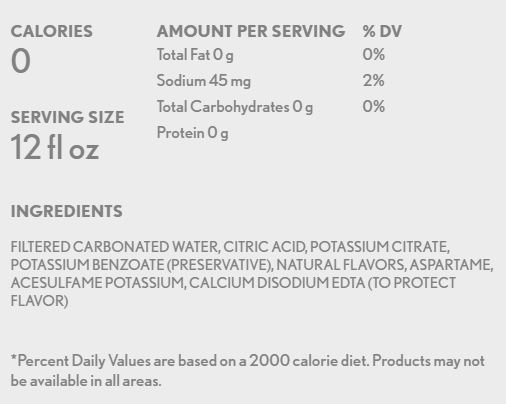 CALORIES
0
SERVING SIZE
12 fl oz
AMOUNT PER SERVING % DV
Total Fat 0 g 0%
Sodium 45 mg 2%
Total Carbohydrates 0 g 0%
Protein 0 g
INGREDIENTS
FILTERED CARBONATED WATER, CITRIC ACID, POTASSIUM CITRATE,
POTASSIUM BENZOATE (PRESERVATIVE), NATURAL FLAVORS, ASPARTAME,
ACESULFAME POTASSIUM, CALCIUM DISODIUM EDTA (TO PROTECT
FLAVOR)
*Percent Daily Values are based on a 2000 calorie diet. Products may not
be available in all areas.